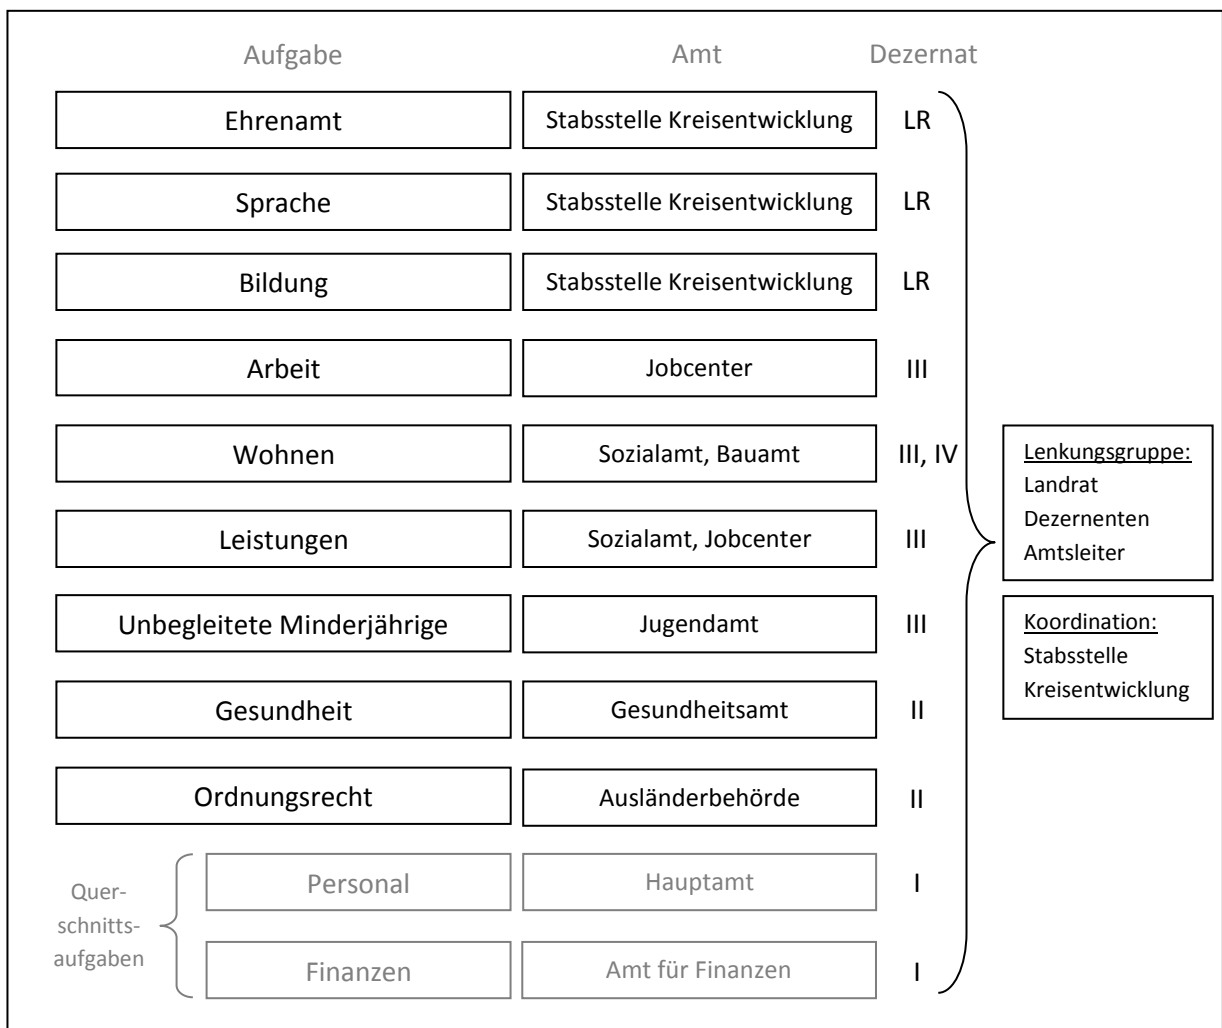 Aufgabe Amt Dezernat
Ehrenamt Stabsstelle Kreisentwicklung LR
Sprache Stabsstelle Kreisentwicklung LR
Bildung Stabsstelle Kreisentwicklung LR
Arbeit Jobcenter III
Wohnen Sozialamt, Bauamt III, IV
Leistungen Sozialamt, Jobcenter III
Unbegleitete Minderjährige Jugendamt III
Gesundheit Gesundheitsamt II
Ordnungsrecht Ausländerbehörde II
Quer-
schnitts-
aufgaben
Personal Hauptamt I
Finanzen Amt für Finanzen I
Lenkungsgruppe:
Landrat
Dezernenten
Amtsleiter
Koordination:
Stabsstelle
Kreisentwicklung